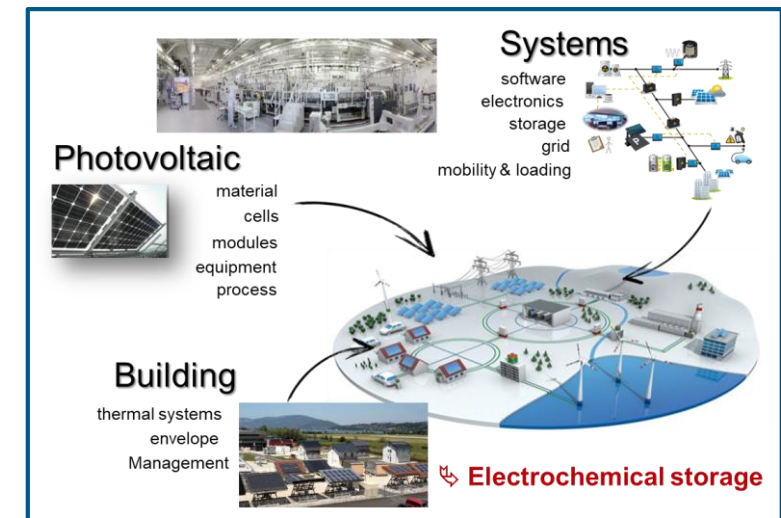 Systems
software
electronics
storage
grid
mobility & loading
Photovoltaic
material
cells
modules
equipment
process
Building
thermal systems
envelope
Management
Electrochemical storage